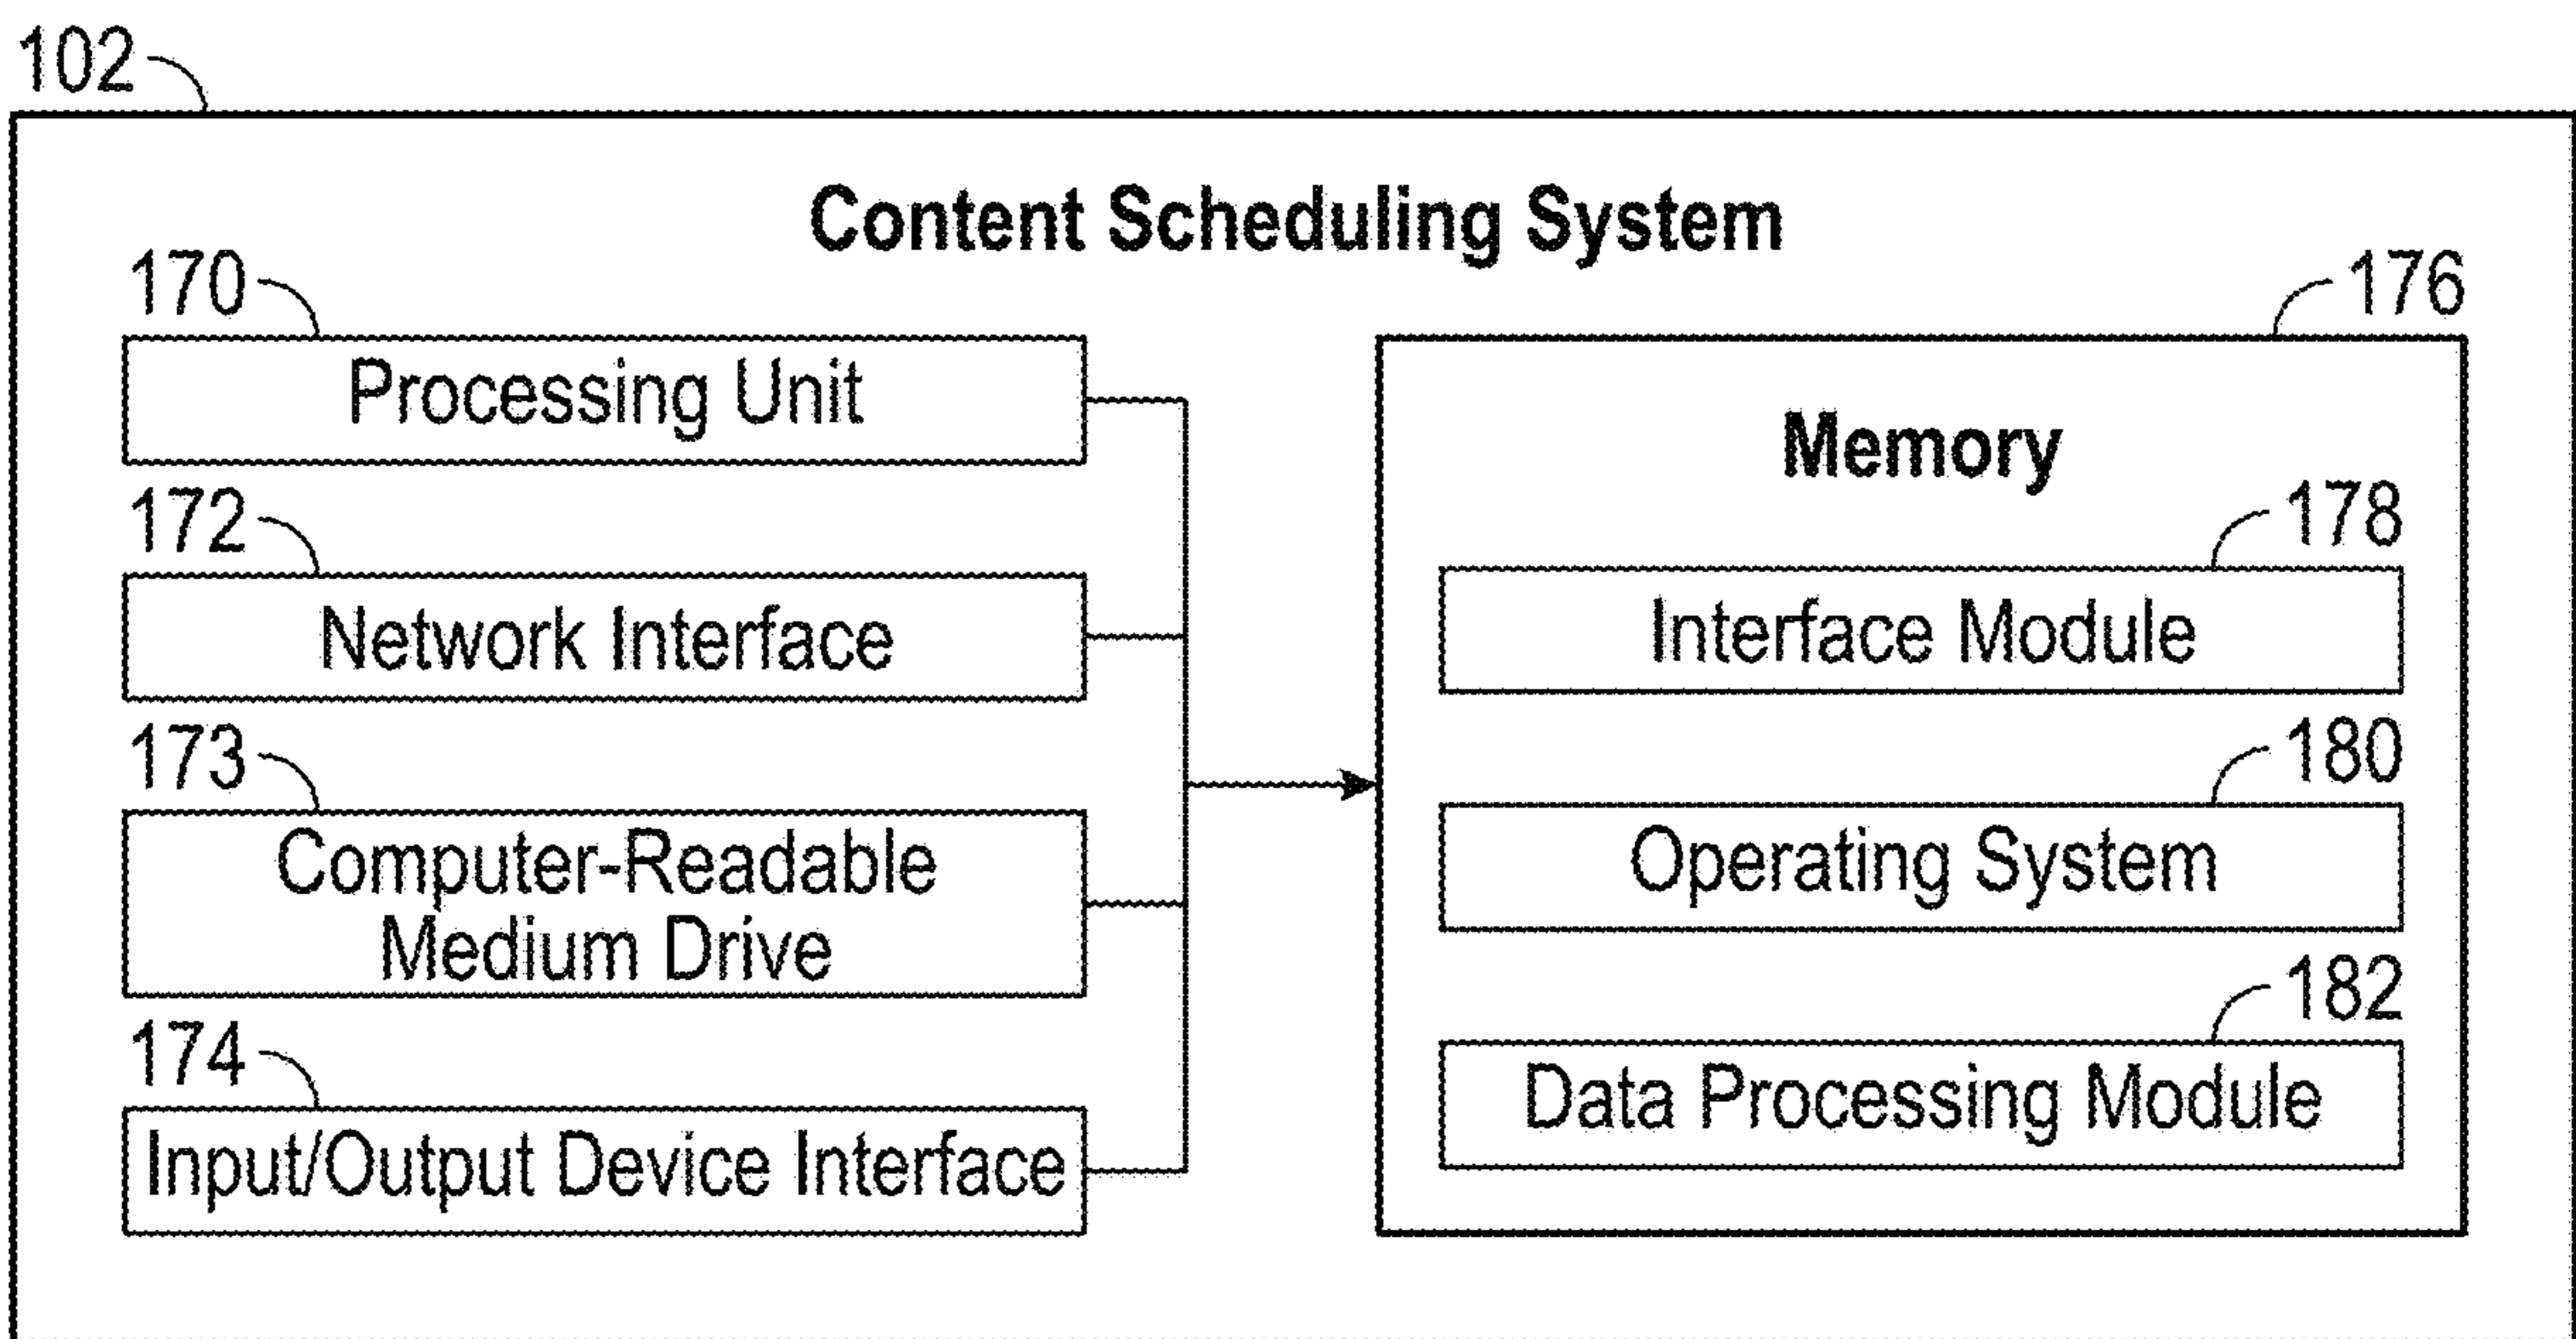 102
Content Scheduling System
170
Processing Unit
172
Network Interface
173
Computer-Readable
Medium Drive
174
Input/Output Device Interface
176
Memory
178
Interface Module
180
Operating System
182
Data Processing Module